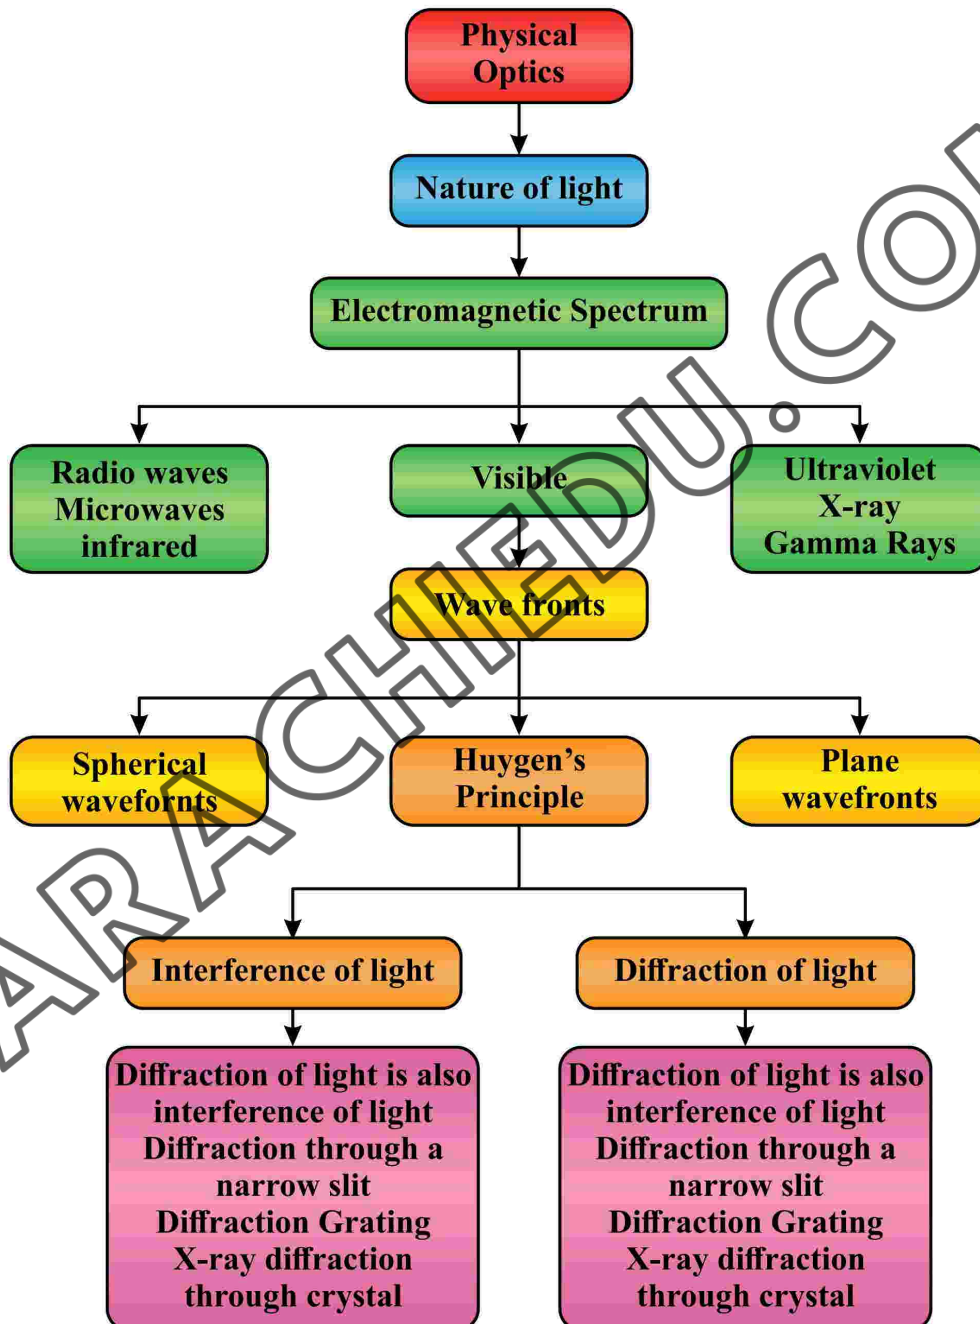 Physical
Optics
Nature of light
Electromagnetic Spectrum
Radio waves
Microwaves
infrared
Visible
Ultraviolet
X-ray
Gamma Rays
Wave fronts
Spherical
wavefornts
Huygen's
Principle
Plane
wavefronts
Interference of light
Diffraction of light
Diffraction of light is also
interference of light
Diffraction through a
narrow slit
Diffraction Grating
X-ray diffraction
through crystal
Diffraction of light is also
interference of light
Diffraction through a
narrow slit
Diffraction Grating
X-ray diffraction
through crystal
ARACHIEDU.CO